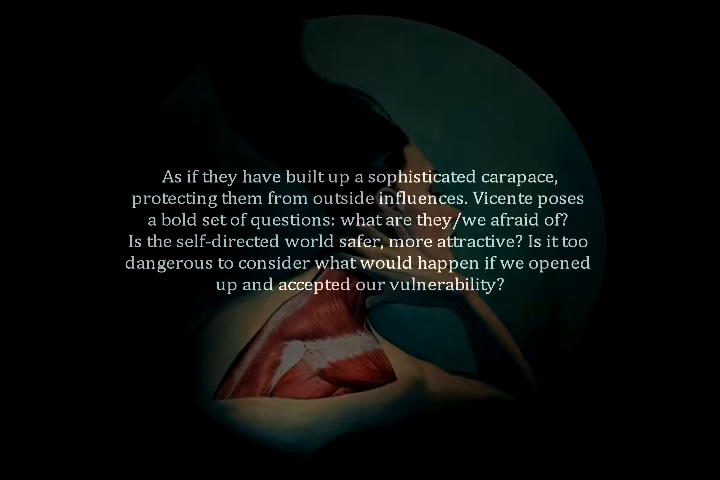 As if they have built up a sophisticated carapace,
protecting them from outside influences. Vicente poses
a bold set of questions: what are they/we afraid of?
Is the self-directed world safer, more attractive? Is it too
dangerous to consider what would happen if we opened
up and accepted our vulnerability?